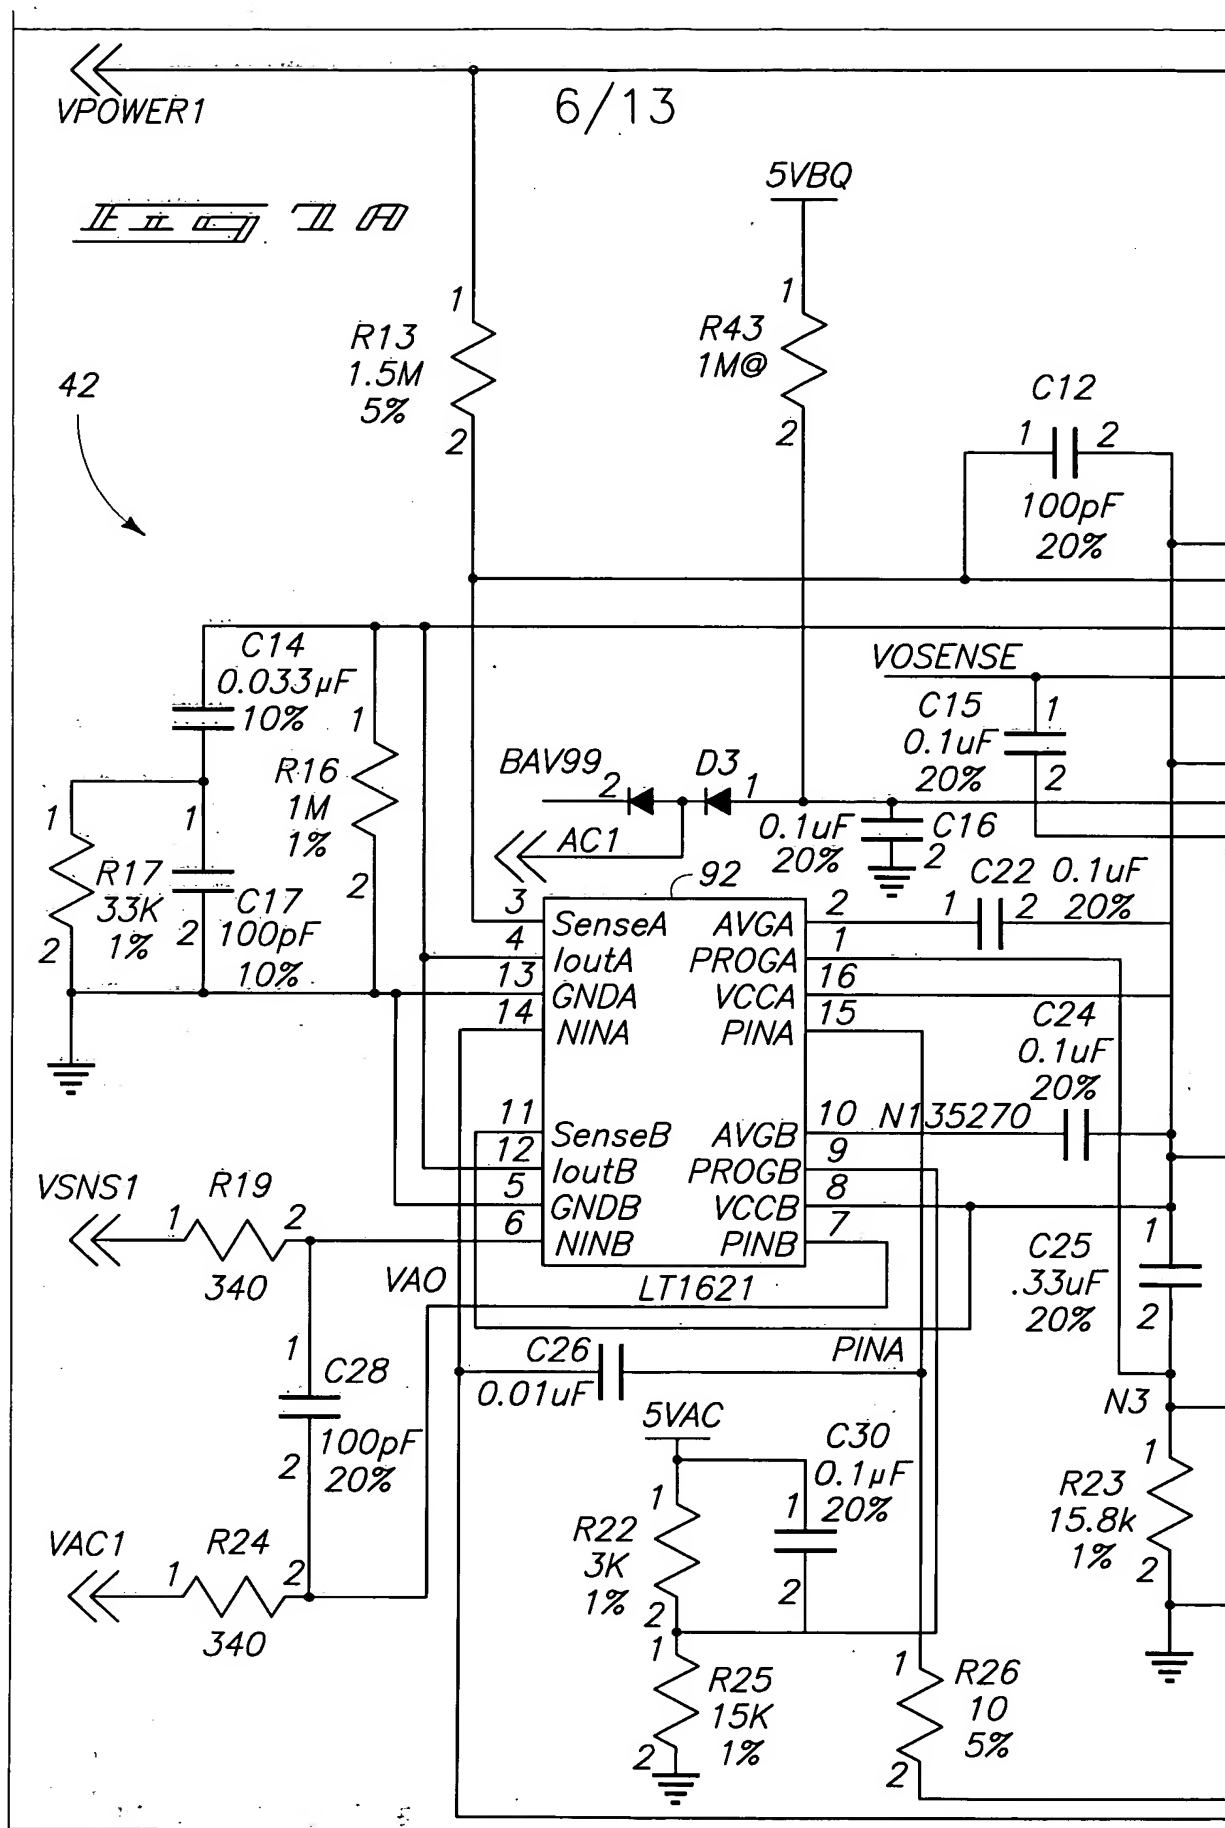 VPOWER1
6/13
Fig 7A
5VBQ
1
R13
1.5M
5%
2
1
R43
1M@
2
42
C12
1 2
100pF
20%
C14
0.033µF
10%
1
R16
1M
1%
2
VOSENSE
C15
0.1uF
20%
1
2
BAV99
2
D3
1
AC1
0.1uF
20%
C16
2
1
R17
33K
1%
2
1
C17
100pF
10%
2
92
C22 0.1uF
1 2 20%
3 SenseA AVGA 2
4 IoutA PROGA 1
13 GNDA VCCA 16
14 NINA PINA 15
C24
0.1uF
20%
11 SenseB AVGB 10 N135270
12 IoutB PROGB 9
5 GNDB VCCB 8
6 NINB PINB 7
LT1621
VSNS1
R19
1 2
340
VAO
C25
.33uF
20%
1
2
1
C28
100pF
20%
2
C26
0.01uF
PINA
N3
5VAC
C30
0.1µF
20%
1
2
1
R22
3K
1%
2
1
R23
15.8k
1%
2
VAC1
R24
1 2
340
1
R25
15K
1%
2
1
R26
10
5%
2